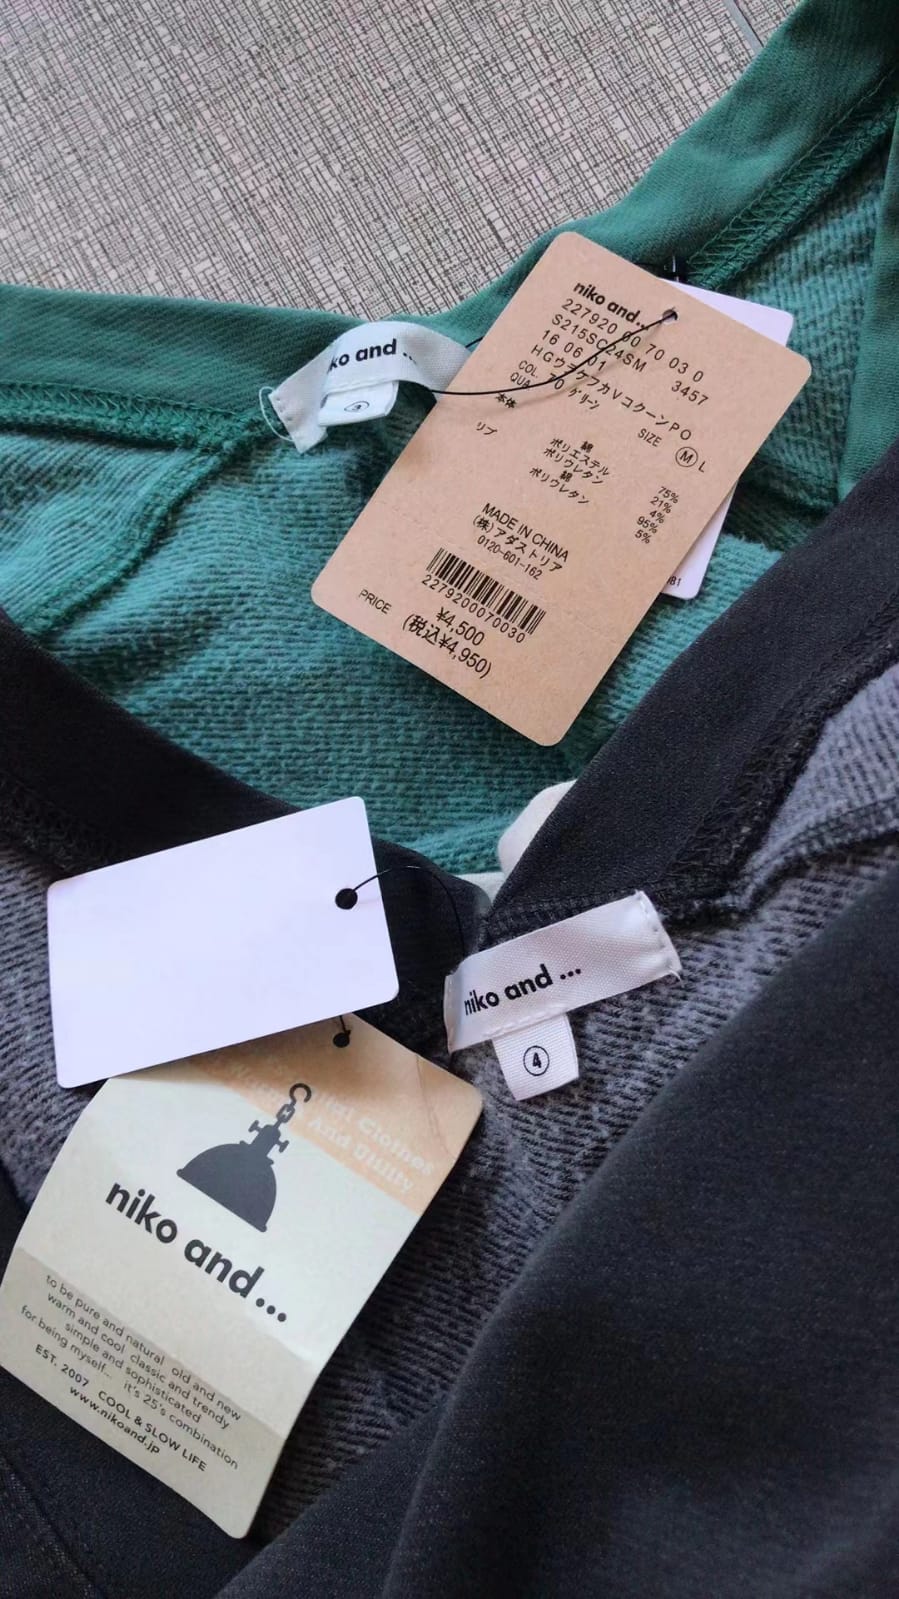 ko and ...
3
niko and...
227920 00 70 03 0
S215SC24SM 3457
16 06 01
HGウラケフカVコクーンPO
COL. 70 グリーン
SIZE M L
QUA.
本体
綿 75%
ポリエステル 21%
ポリウレタン 4%
リブ
綿 95%
ポリウレタン 5%
MADE IN CHINA
(株)アダストリア
0120-601-162
2279200070030
PRICE ¥4,500
(税込¥4,950)
niko and ...
4
And
niko and...
to be pure and natural old and new
warm and cool classic and trendy
simple and sophisticated
for being myself... it's 25's combination
EST. 2007 COOL & SLOW LIFE
www.nikoand.jp